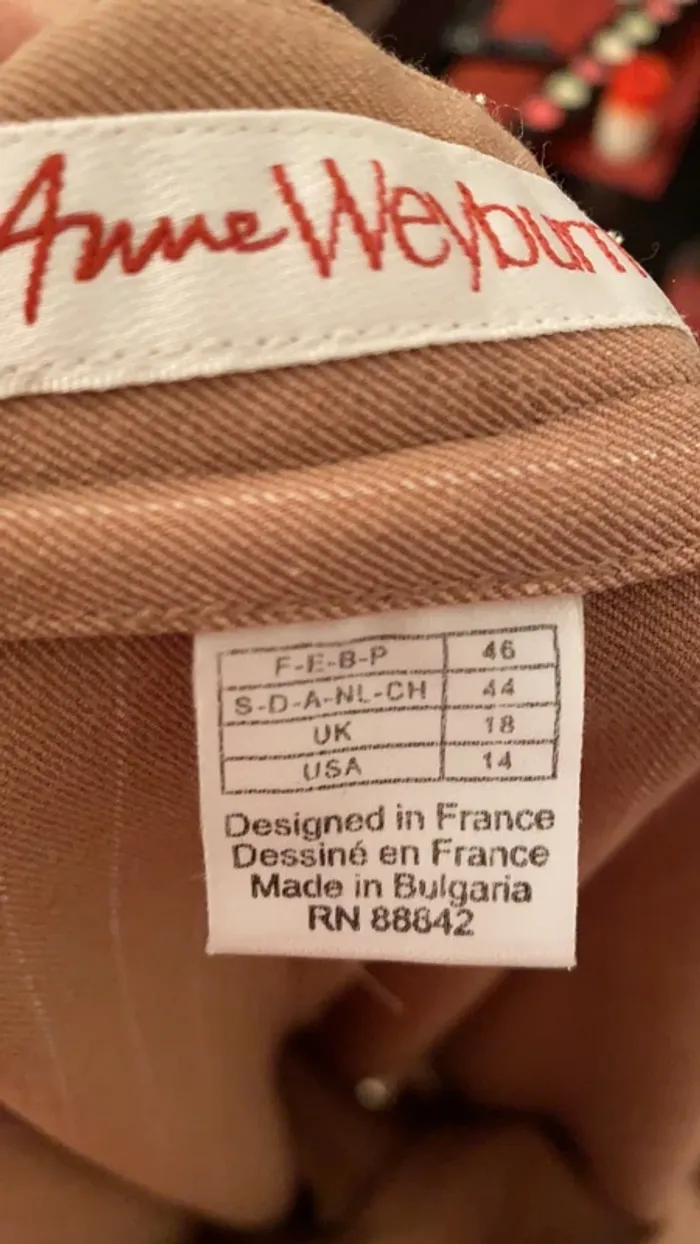 Anne Weyburn
F-E-B-P 46
S-D-A-NL-CH 44
UK 18
USA 14
Designed in France
Dessiné en France
Made in Bulgaria
RN 88842